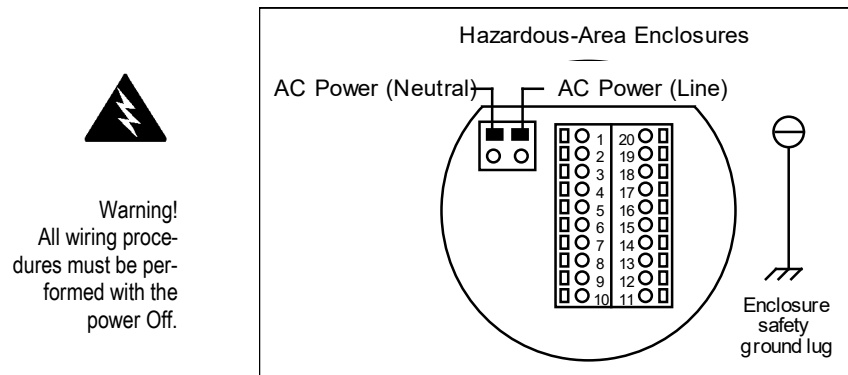 Warning!
All wiring proce-
dures must be per-
formed with the
power Off.
Hazardous-Area Enclosures
AC Power (Neutral)
AC Power (Line)
1 20
2 19
3 18
4 17
5 16
6 15
7 14
8 13
9 12
10 11
Enclosure
safety
ground lug